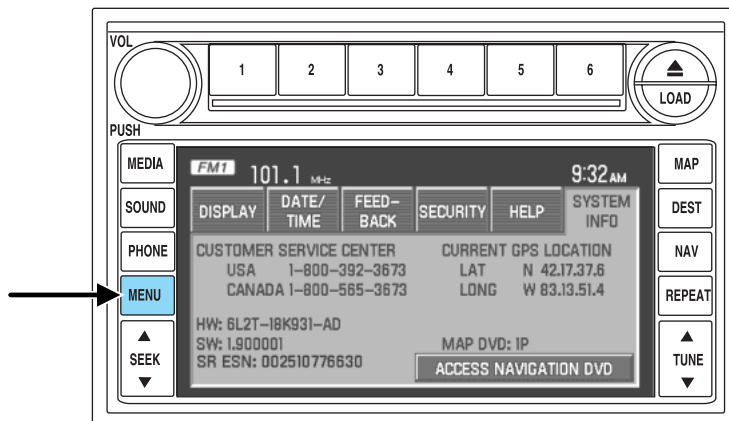 VOL
1 2 3 4 5 6
LOAD
PUSH
MEDIA
SOUND
PHONE
MENU
SEEK
FM1 101.1 MHz 9:32 AM
DISPLAY
DATE/
TIME
FEED-
BACK
SECURITY
HELP
SYSTEM
INFO
CUSTOMER SERVICE CENTER
USA 1-800-392-3673
CANADA 1-800-565-3673
CURRENT GPS LOCATION
LAT N 42.17.37.6
LONG W 83.13.51.4
HW: 6L2T-18K931-AD
SW: 1.900001
SR ESN: 002510776630
MAP DVD: 1P
ACCESS NAVIGATION DVD
MAP
DEST
NAV
REPEAT
TUNE